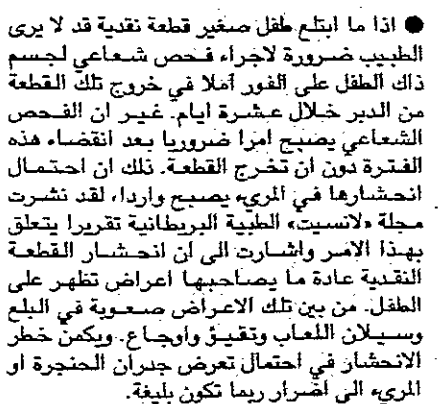 ● اذا ما ابتلع طفل صغير قطعة نقدية قد لا يرى
الطبيب ضرورة لاجراء فحص شعاعي لجسم
ذاك الطفل على الفور آملا في خروج تلك القطعة
من الدبر خلال عشرة ايام. غير ان الفحص
الشعاعي يصبح امرا ضروريا بعد انقضاء هذه
الفترة دون ان تخرج القطعة. ذلك ان احتمال
انحشارها في المريء يصبح واردا، لقد نشرت
مجلة «لانسيت» الطبية البريطانية تقريرا يتعلق
بهذا الامر واشارت الى ان انحشار القطعة
النقدية عادة ما يصاحبها اعراض تظهر على
الطفل. من بين تلك الاعراض صعوبة في البلع
وسيلان اللعاب وتقيؤ واوجاع. ويكمن خطر
الانحشار في احتمال تعرض جدران الحنجرة او
المريء الى اضرار ربما تكون بليغة.